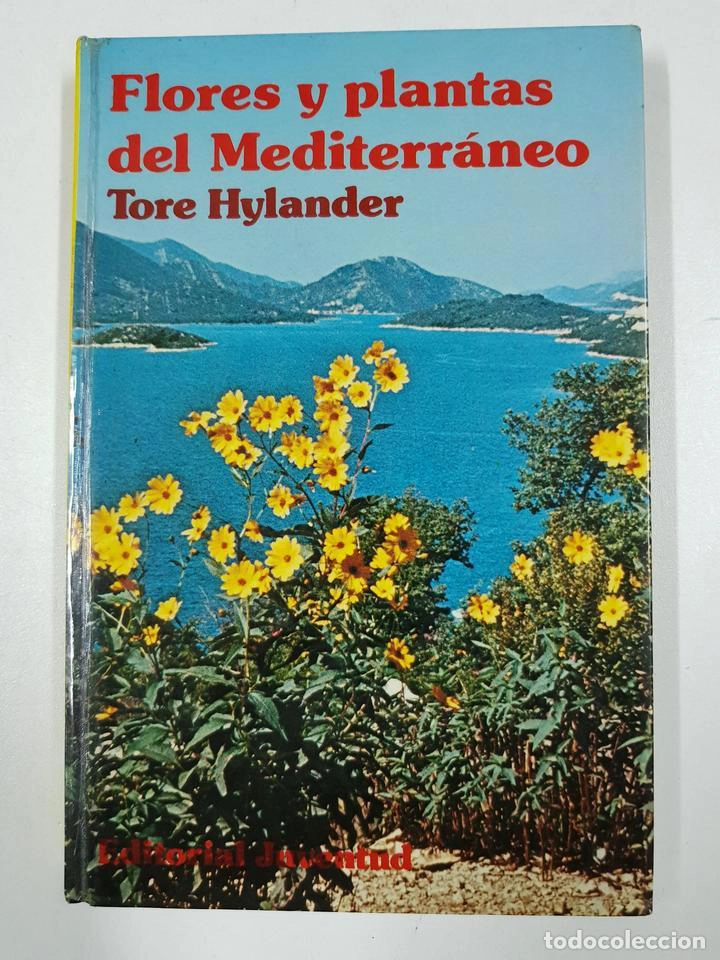 Flores y plantas
del Mediterráneo
Tore Hylander
Editorial Juventud
todocoleccion